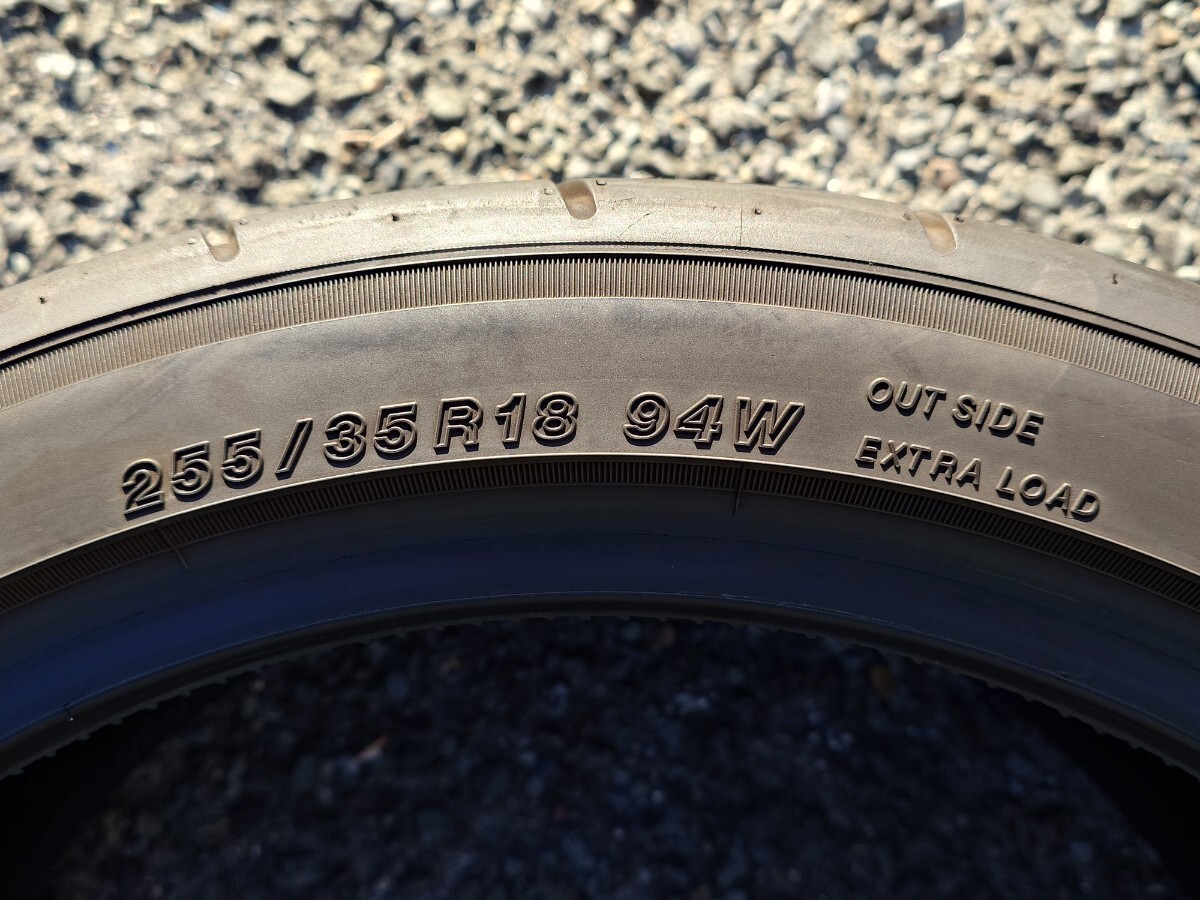 255/35R18 94W
OUT SIDE
EXTRA LOAD